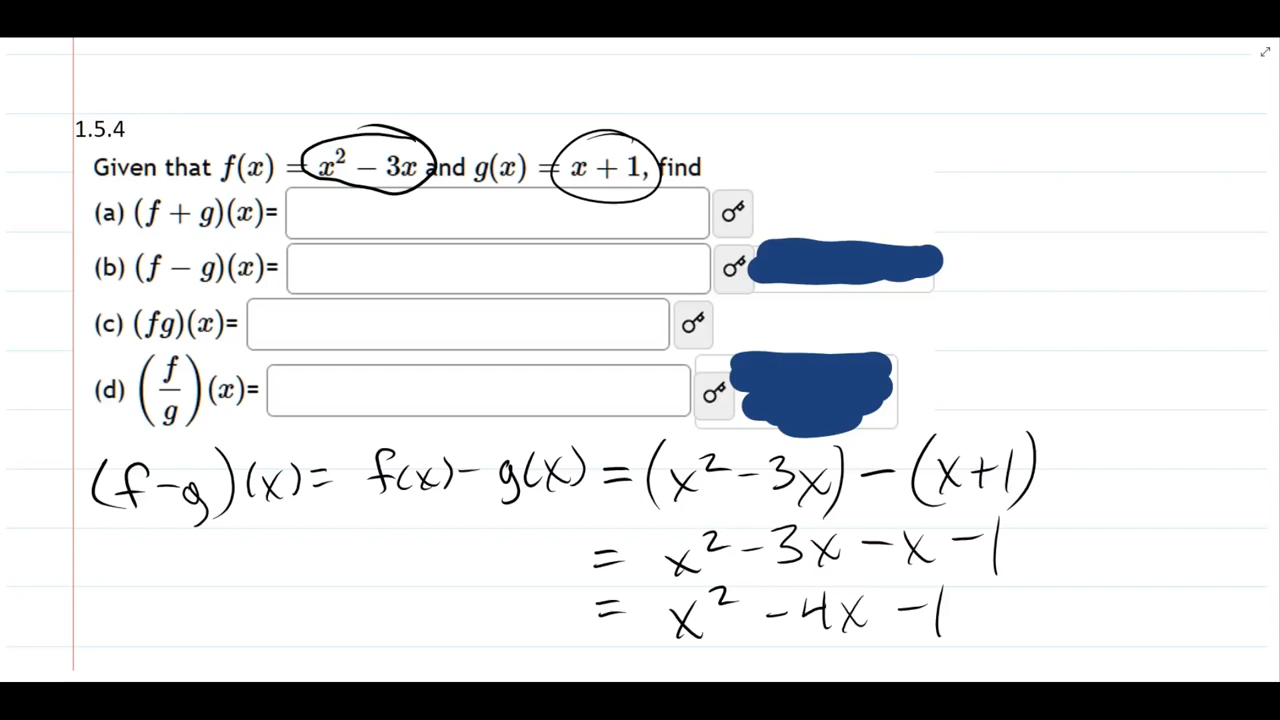 1.5.4
Given that f(x) = x² − 3x and g(x) = x + 1, find
(a) (f + g)(x)=
(b) (f − g)(x)=
(c) (fg)(x)=
(d) (f/g)(x)=
(f-g)(x) = f(x) - g(x) = (x² - 3x) - (x+1)
= x² - 3x - x - 1
= x² - 4x - 1